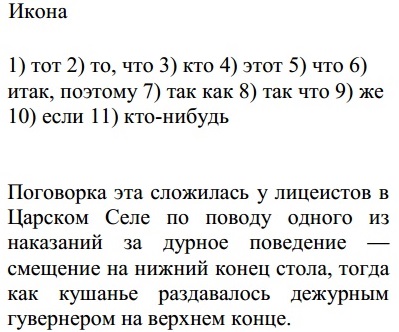 Икона
1) тот 2) то, что 3) кто 4) этот 5) что 6)
итак, поэтому 7) так как 8) так что 9) же
10) если 11) кто-нибудь
Поговорка эта сложилась у лицеистов в
Царском Селе по поводу одного из
наказаний за дурное поведение —
смещение на нижний конец стола, тогда
как кушанье раздавалось дежурным
гувернером на верхнем конце.